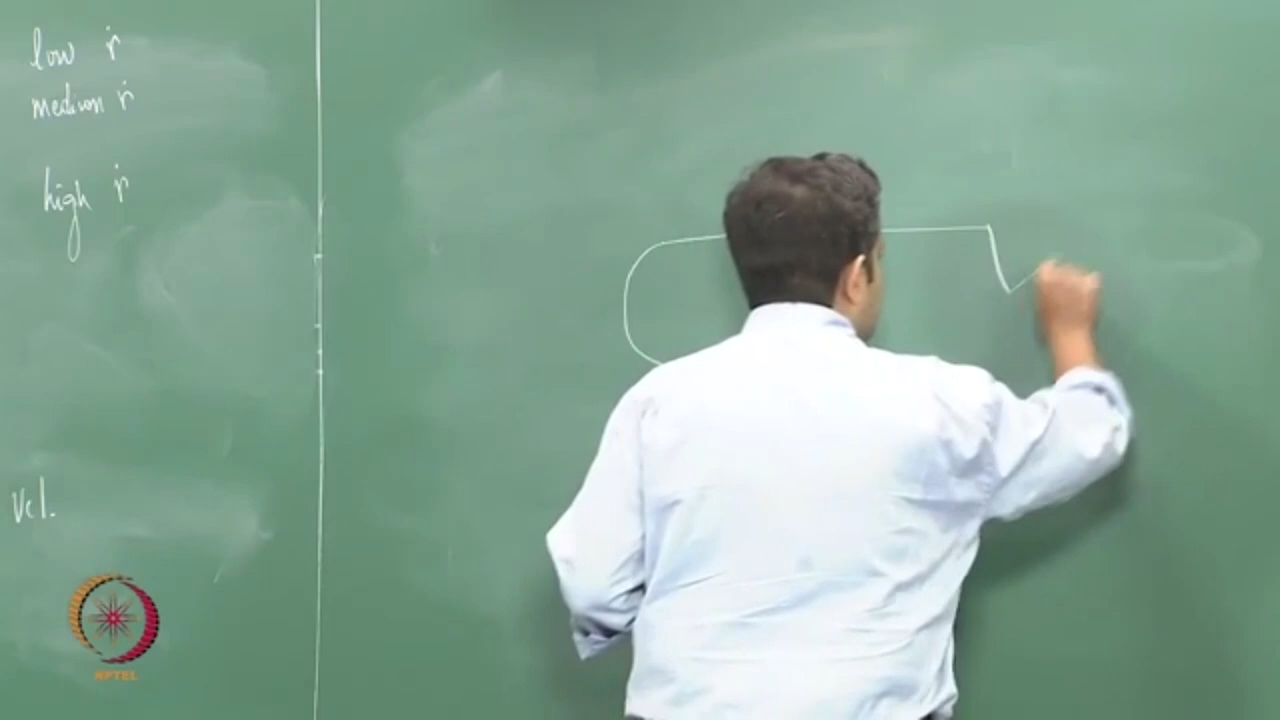 low ṙ
medium ṙ
high ṙ
Vel.
NPTEL